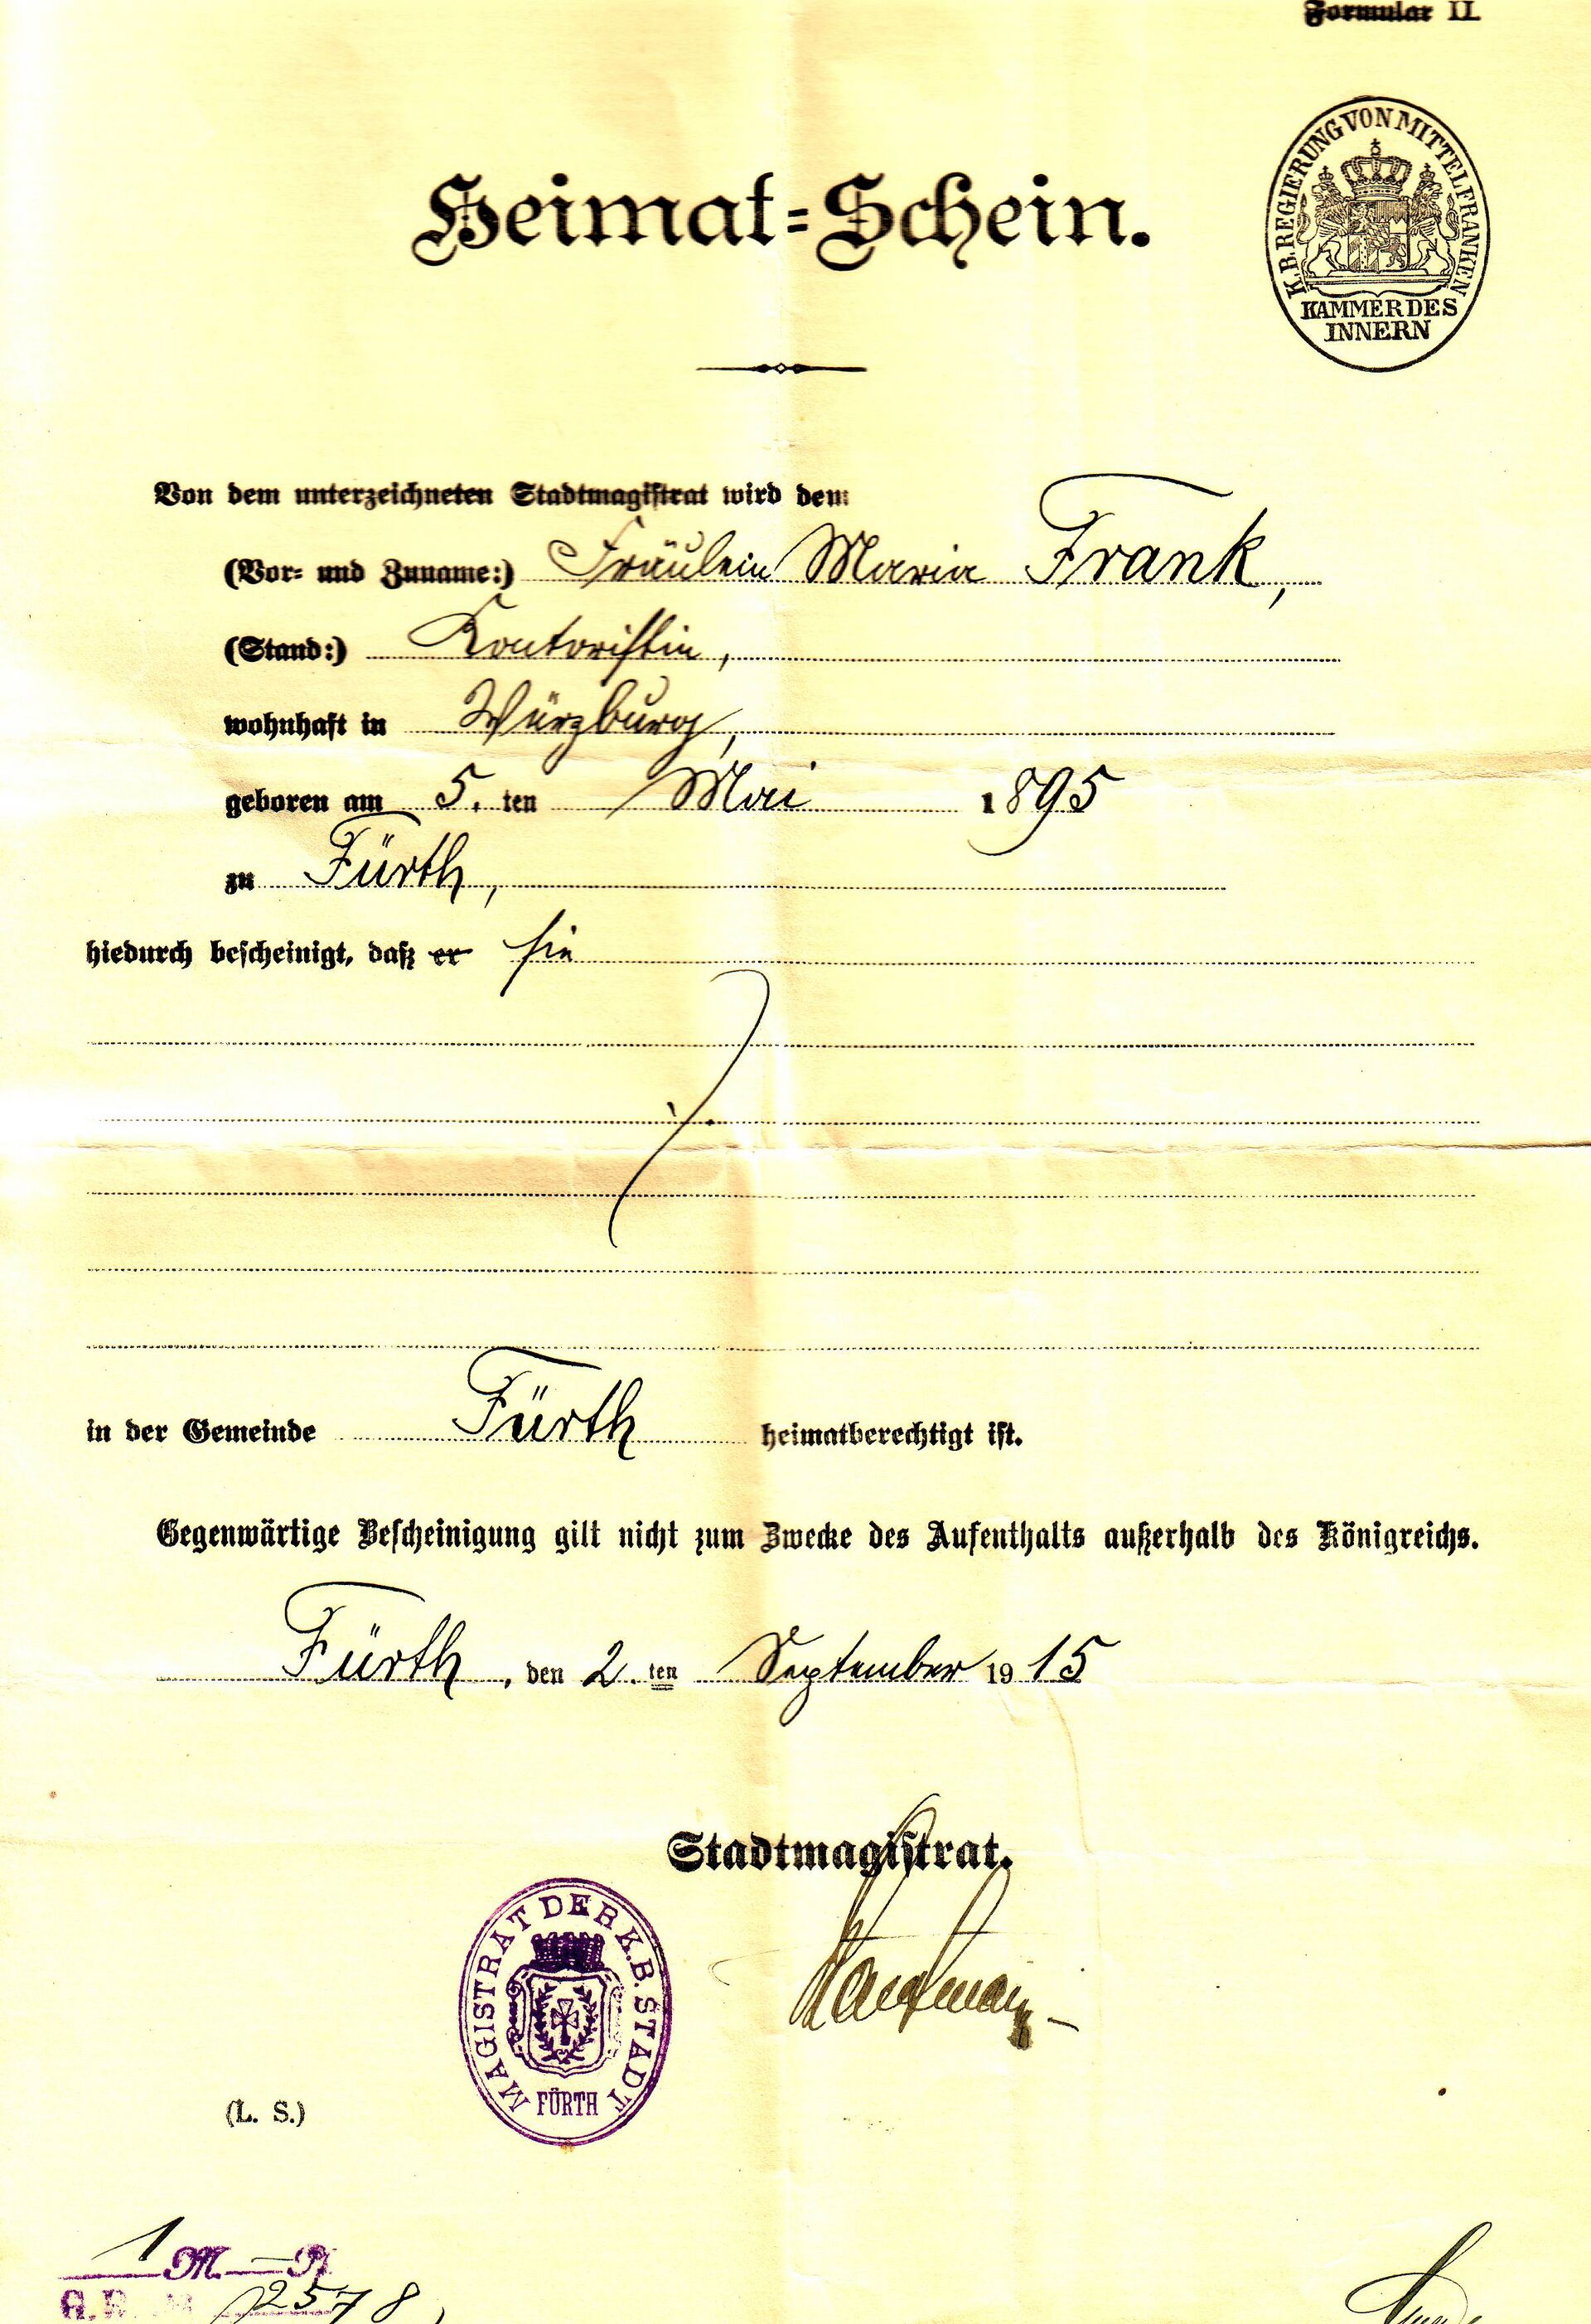 Formular II.
K. B. REGIERUNG VON MITTELFRANKEN
KAMMER DES
INNERN
Heimat=Schein.
Von dem unterzeichneten Stadtmagistrat wird dem
(Vor= und Zuname:) Fräulein Maria Frank,
(Stand:) Kontoristin,
wohnhaft in Würzburg,
geboren am 5. ten Mai 1895
zu Fürth,
hiedurch bescheinigt, daß er sie
in der Gemeinde Fürth heimatberechtigt ist.
Gegenwärtige Bescheinigung gilt nicht zum Zwecke des Aufenthalts außerhalb des Königreichs.
Fürth, den 2. ten September 1915
Stadtmagistrat.
MAGISTRAT DER K. B. STADT
FÜRTH
(L. S.)
1 M. — Pf.
2578